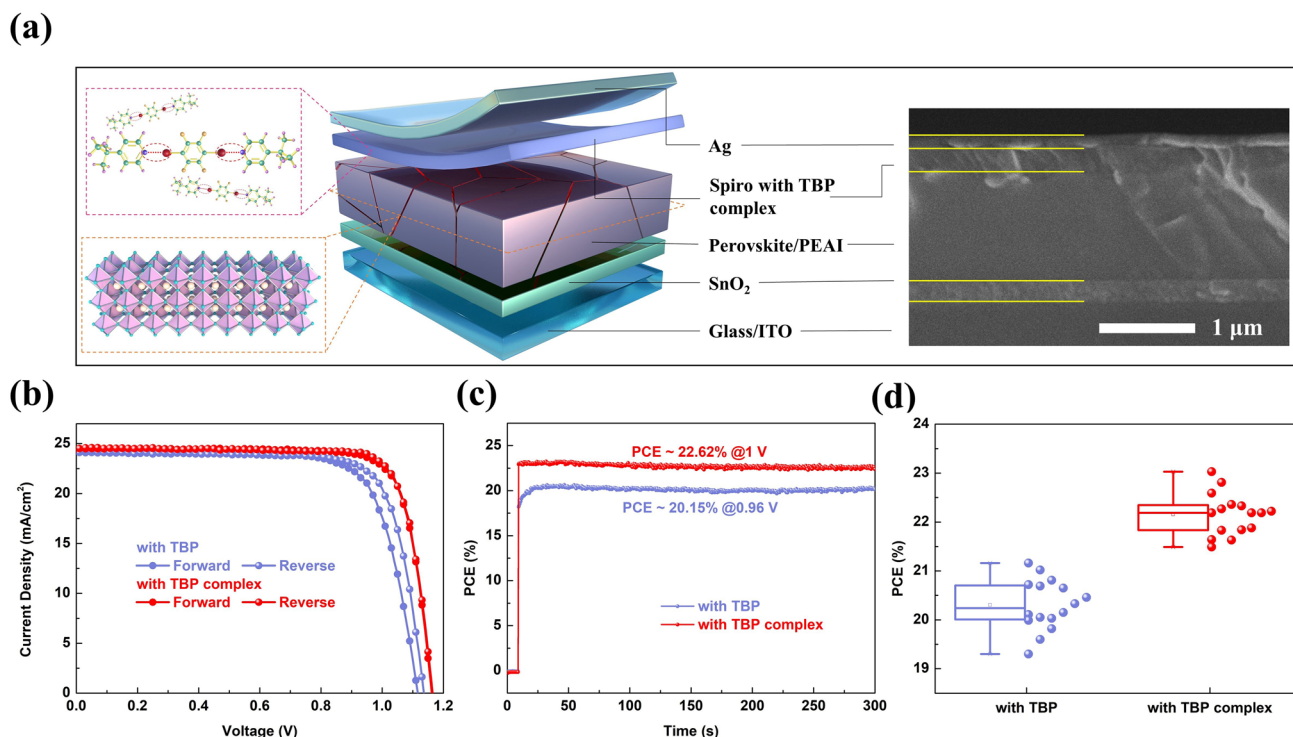 (a)
Ag
Spiro with TBP
complex
Perovskite/PEAI
SnO₂
Glass/ITO
1 μm
(b)
Current Density (mA/cm²)
25
20
15
10
5
0
with TBP
Forward Reverse
with TBP complex
Forward Reverse
0.0 0.2 0.4 0.6 0.8 1.0 1.2
Voltage (V)
(c)
PCE (%)
25
20
15
10
5
0
PCE ~ 22.62% @1 V
PCE ~ 20.15% @0.96 V
with TBP
with TBP complex
0 50 100 150 200 250 300
Time (s)
(d)
PCE (%)
24
23
22
21
20
19
with TBP with TBP complex